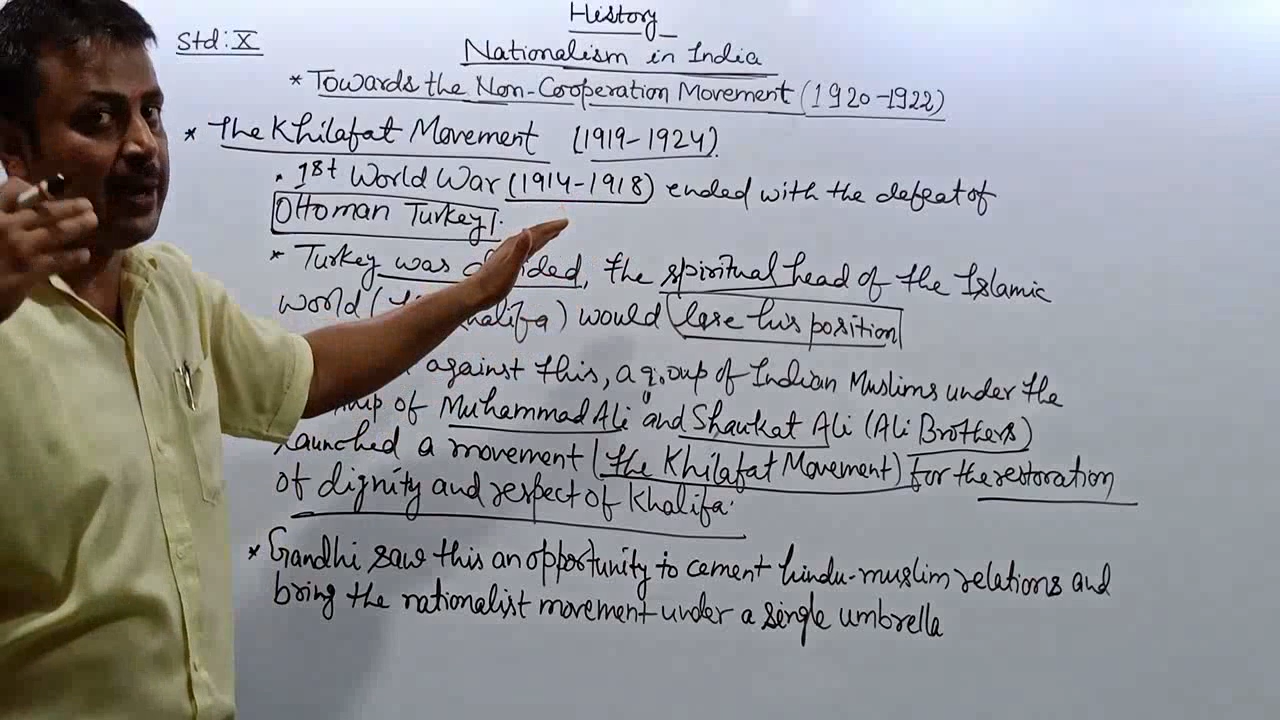 History
Std: X
Nationalism in India
* Towards the Non-Cooperation Movement (1920-1922)
* The Khilafat Movement (1919-1924)
• 1st World War (1914-1918) ended with the defeat of
Ottoman Turkey.
* Turkey was divided, the spiritual head of the Islamic
world ( Khalifa) would lose his position
against this, a group of Indian Muslims under the
of Muhammad Ali and Shaukat Ali (Ali Brothers)
launched a movement (the Khilafat Movement) for the restoration
of dignity and respect of Khalifa.
* Gandhi saw this an opportunity to cement hindu-muslim relations and
bring the nationalist movement under a single umbrella